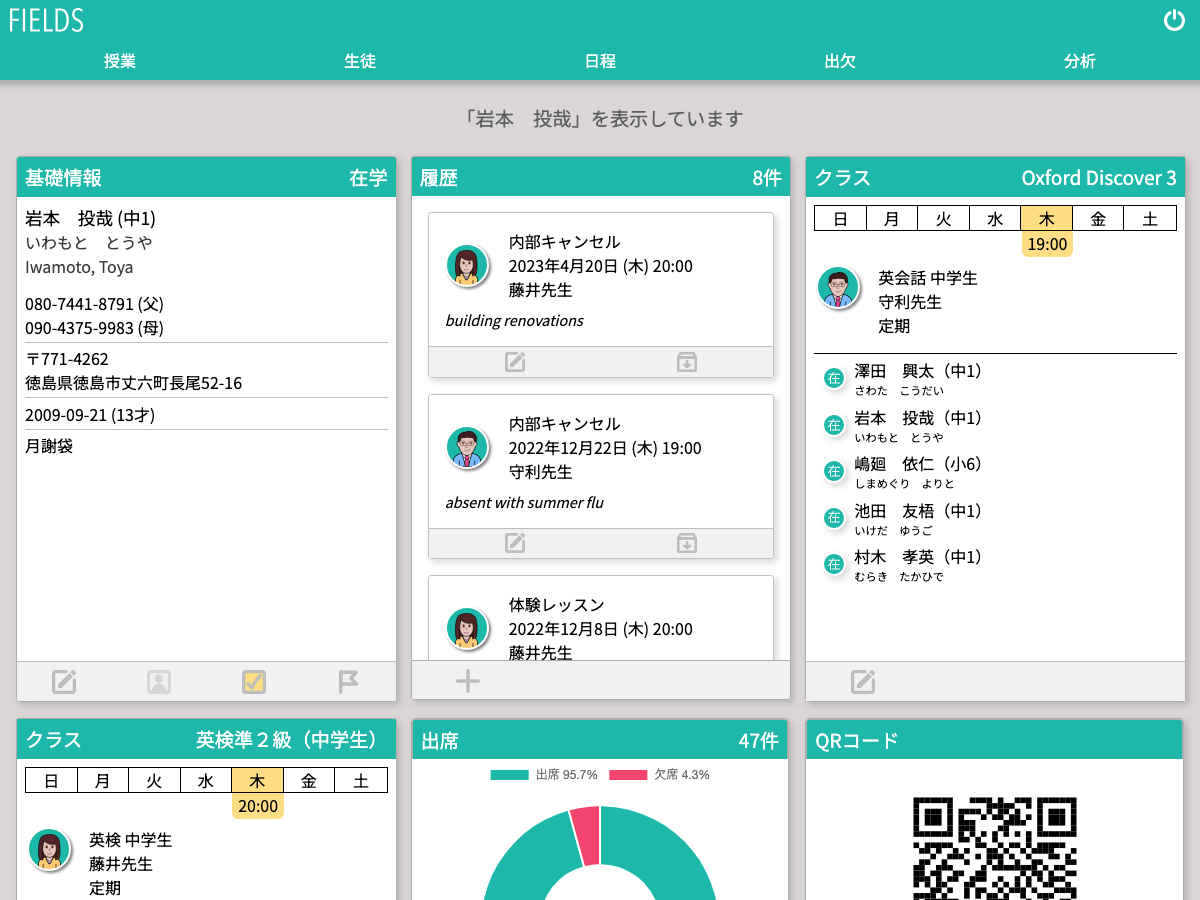 FIELDS
授業 生徒 日程 出欠 分析
「岩本　投哉」を表示しています
基礎情報 在学
岩本　投哉 (中1)
いわもと　とうや
Iwamoto, Toya
080-7441-8791 (父)
090-4375-9983 (母)
〒771-4262
徳島県徳島市丈六町長尾52-16
2009-09-21 (13才)
月謝袋
履歴 8件
内部キャンセル
2023年4月20日 (木) 20:00
藤井先生
building renovations
内部キャンセル
2022年12月22日 (木) 19:00
守利先生
absent with summer flu
体験レッスン
2022年12月8日 (木) 20:00
藤井先生
クラス Oxford Discover 3
日 月 火 水 木 金 土
19:00
英会話 中学生
守利先生
定期
在 澤田　興太（中1）
さわた　こうだい
在 岩本　投哉（中1）
いわもと　とうや
在 嶋廻　依仁（小6）
しまめぐり　よりと
在 池田　友梧（中1）
いけだ　ゆうご
在 村木　孝英（中1）
むらき　たかひで
クラス 英検準２級（中学生）
日 月 火 水 木 金 土
20:00
英検 中学生
藤井先生
定期
出席 47件
出席 95.7% 欠席 4.3%
QRコード